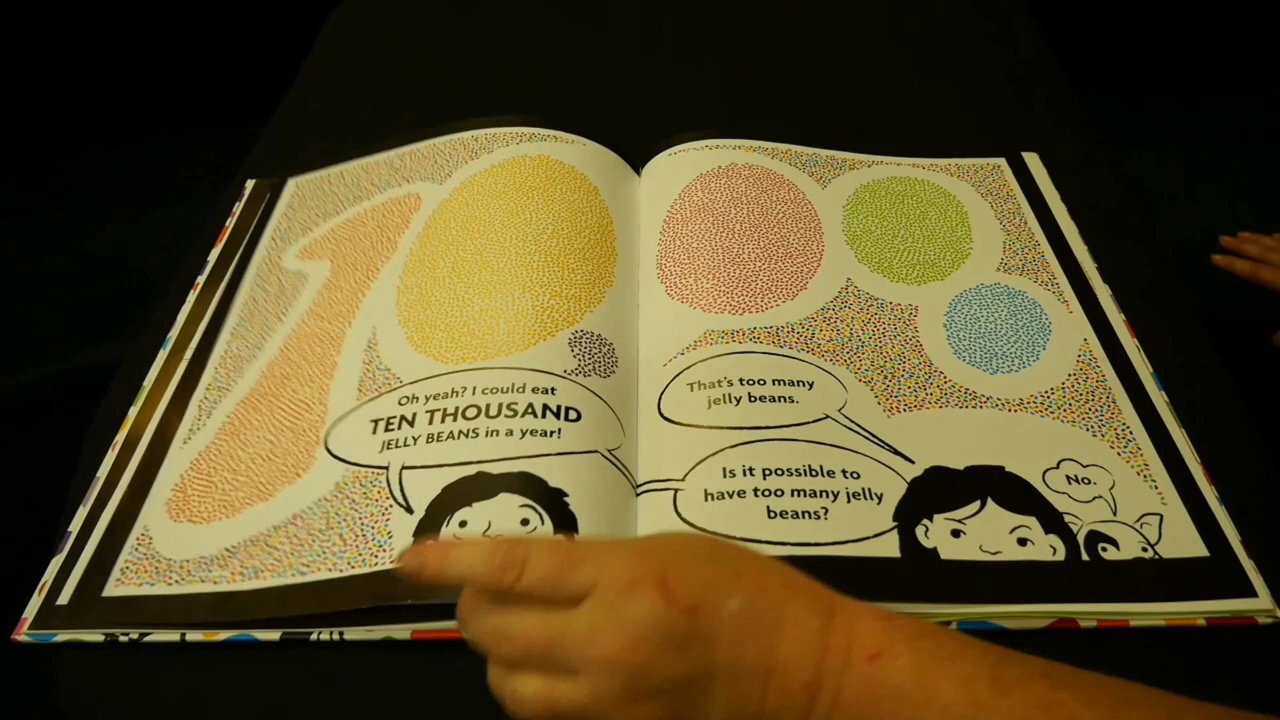 Oh yeah? I could eat
TEN THOUSAND
JELLY BEANS in a year!
That's too many
jelly beans.
Is it possible to
have too many jelly
beans?
No.